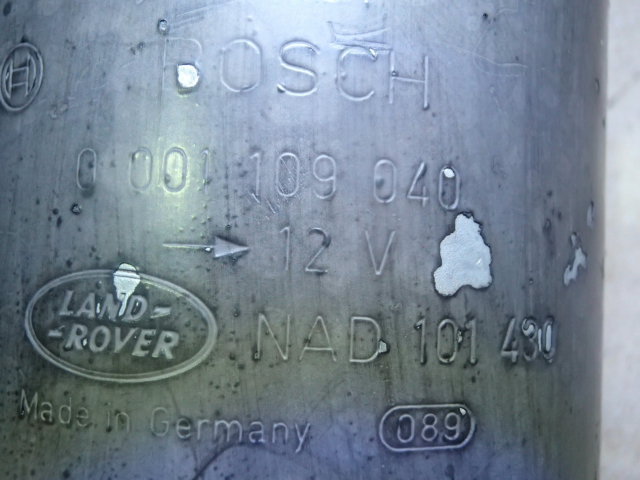 BOSCH
0 001 109 040
12 V
LAND-
-ROVER
NAD 101 430
Made in Germany 089